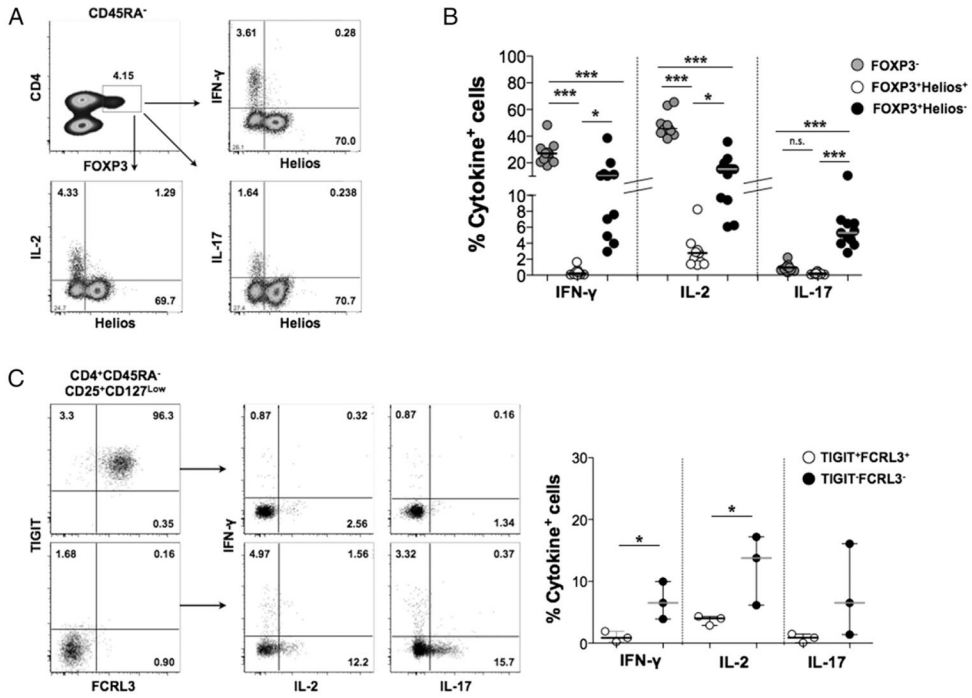 A
CD45RA-
CD4
4.15
FOXP3
3.61
0.28
IFN-γ
70.0
Helios
4.33
1.29
IL-2
69.7
24.7
Helios
1.64
0.238
IL-17
70.7
27.4
Helios
B
% Cytokine+ cells
100
80
60
40
20
10
8
6
4
2
0
***
***
*
***
***
*
***
n.s.
***
IFN-γ
IL-2
IL-17
FOXP3-
FOXP3+Helios+
FOXP3+Helios-
C
CD4+CD45RA-
CD25+CD127Low
3.3
96.3
0.35
TIGIT
1.68
0.16
0.90
FCRL3
0.87
0.32
2.56
IFN-γ
4.97
1.56
12.2
IL-2
0.87
0.16
1.34
3.32
0.37
15.7
IL-17
% Cytokine+ cells
30
20
10
0
*
*
IFN-γ
IL-2
IL-17
TIGIT+FCRL3+
TIGIT-FCRL3-